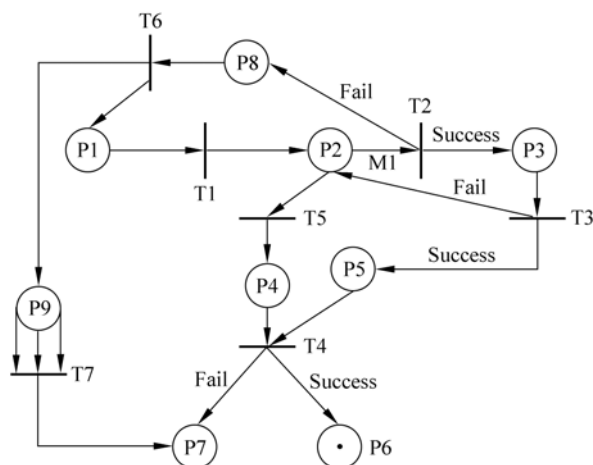 T6
P8
Fail
T2
Success
P1
P2
M1
P3
T1
Fail
T5
T3
Success
P5
P4
P9
T4
T7
Fail
Success
P7
P6